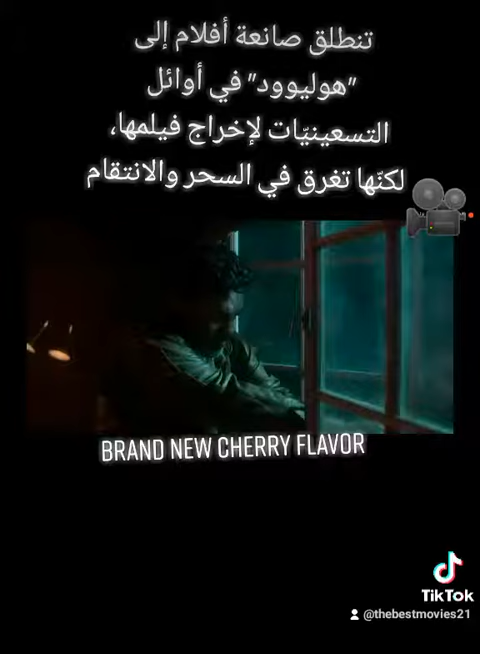 تنطلق صانعة أفلام إلى
"هوليوود" في أوائل
التسعينيّات لإخراج فيلمها،
لكنّها تغرق في السحر والانتقام
BRAND NEW CHERRY FLAVOR
TikTok
@thebestmovies21